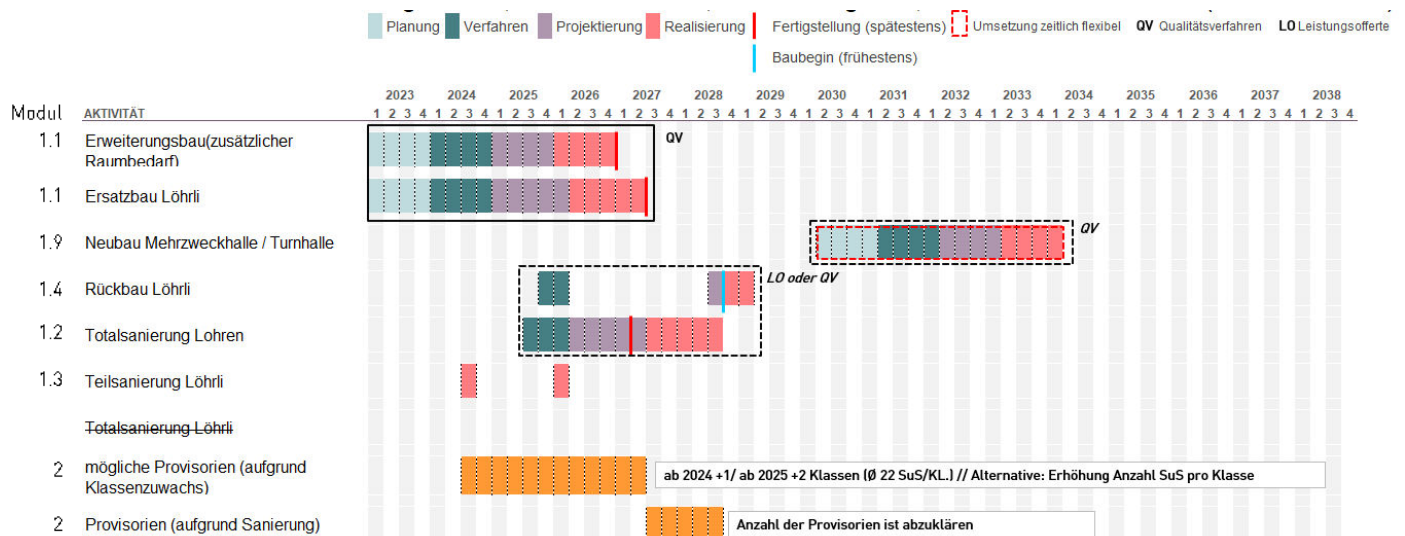 Planung Verfahren Projektierung Realisierung Fertigstellung (spätestens) Umsetzung zeitlich flexibel QV Qualitätsverfahren LO Leistungsofferte
Baubegin (frühestens)
2023 2024 2025 2026 2027 2028 2029 2030 2031 2032 2033 2034 2035 2036 2037 2038
Modul AKTIVITÄT 1 2 3 4 1 2 3 4 1 2 3 4 1 2 3 4 1 2 3 4 1 2 3 4 1 2 3 4 1 2 3 4 1 2 3 4 1 2 3 4 1 2 3 4 1 2 3 4 1 2 3 4 1 2 3 4 1 2 3 4 1 2 3 4
1.1 Erweiterungsbau(zusätzlicher QV
Raumbedarf)
1.1 Ersatzbau Löhrli
1.9 Neubau Mehrzweckhalle / Turnhalle QV
1.4 Rückbau Löhrli LO oder QV
1.2 Totalsanierung Lohren
1.3 Teilsanierung Löhrli
Totalsanierung Löhrli
2 mögliche Provisorien (aufgrund ab 2024 +1/ ab 2025 +2 Klassen (Ø 22 SuS/KL.) // Alternative: Erhöhung Anzahl SuS pro Klasse
Klassenzuwachs)
2 Provisorien (aufgrund Sanierung) Anzahl der Provisorien ist abzuklären